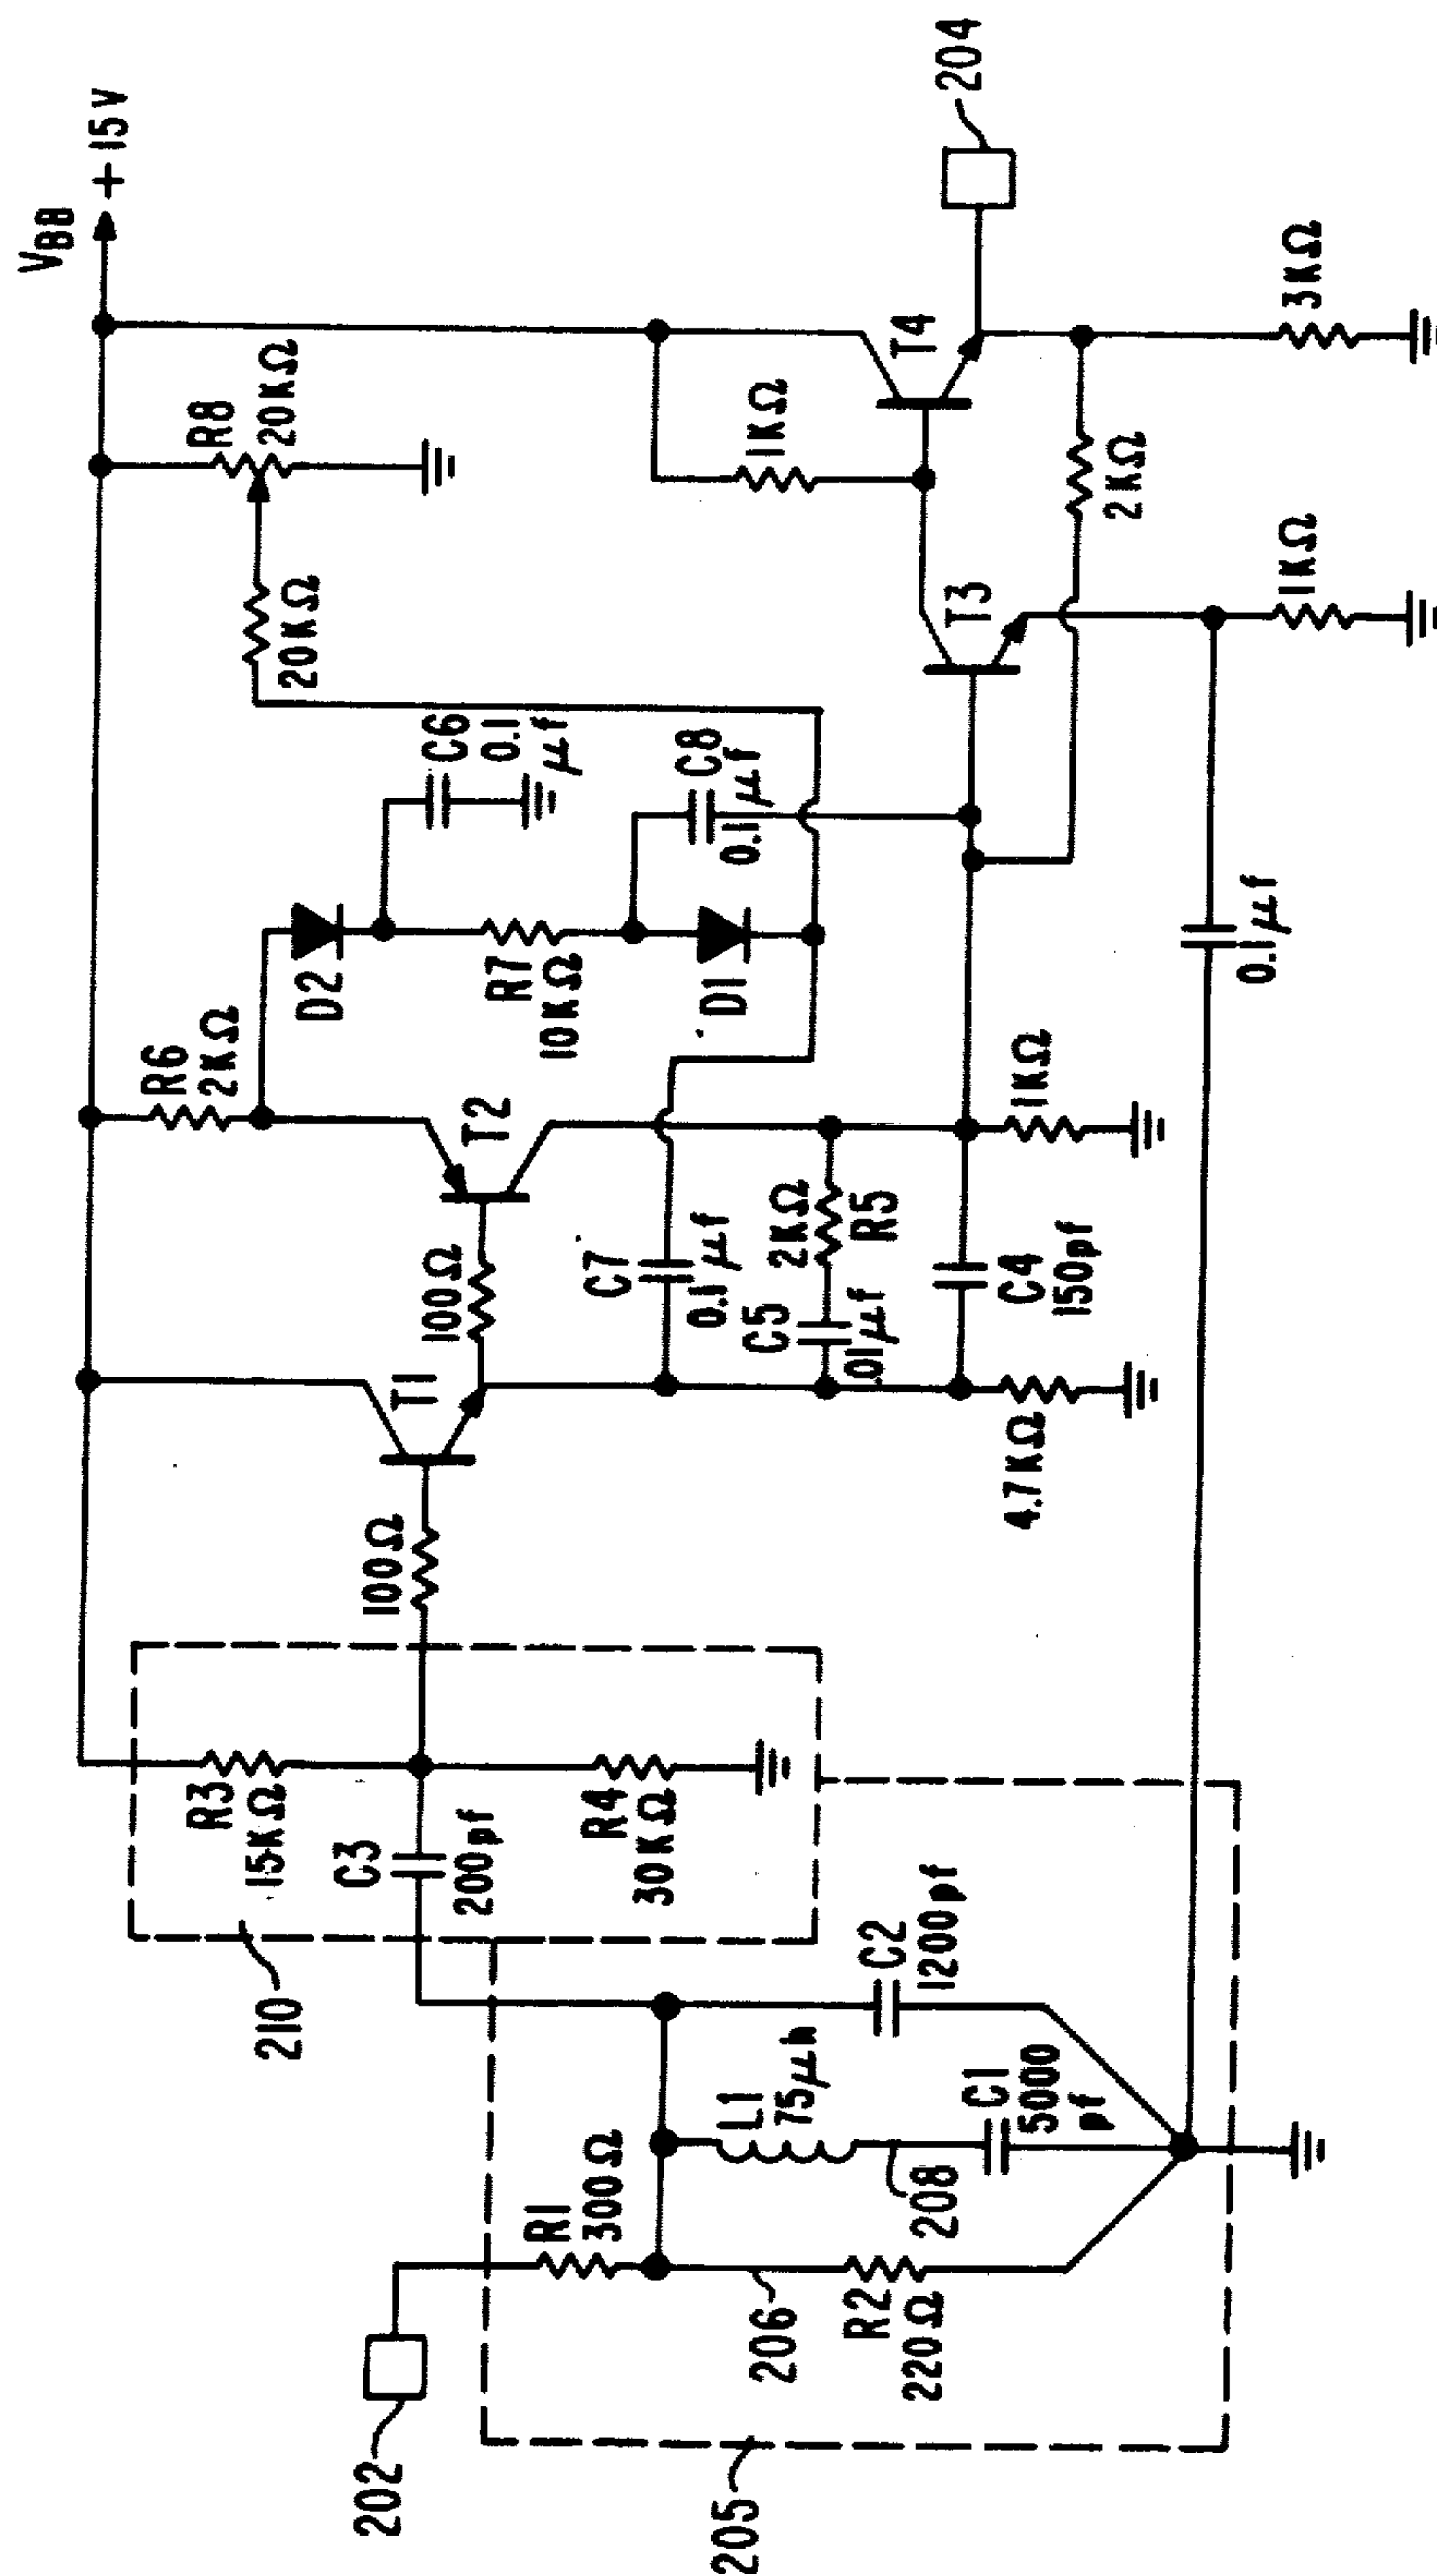 VBB
+15V
R8
20KΩ
20KΩ
R6
2KΩ
D2
C6
0.1
μf
R7
10KΩ
C8
0.1μf
D1
1KΩ
T4
204
T2
100Ω
T1
100Ω
R3
15KΩ
C3
200pf
R4
30KΩ
210
C7
0.1μf
2KΩ
R5
C5
.01μf
C4
150pf
1KΩ
4.7KΩ
T3
2KΩ
1KΩ
3KΩ
0.1μf
202
R1
300Ω
L1
75μh
C2
1200pf
C1
5000
pf
208
206
R2
220Ω
205